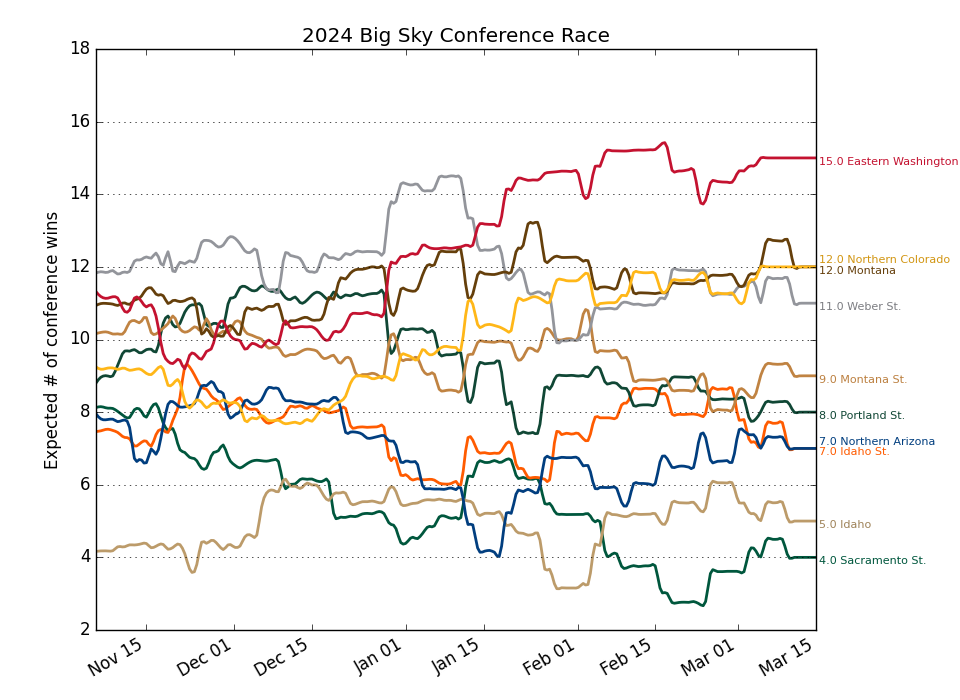 2024 Big Sky Conference Race
Expected # of conference wins
18
16
14
12
10
8
6
4
2
Nov 15
Dec 01
Dec 15
Jan 01
Jan 15
Feb 01
Feb 15
Mar 01
Mar 15
15.0 Eastern Washington
12.0 Northern Colorado
12.0 Montana
11.0 Weber St.
9.0 Montana St.
8.0 Portland St.
7.0 Northern Arizona
7.0 Idaho St.
5.0 Idaho
4.0 Sacramento St.